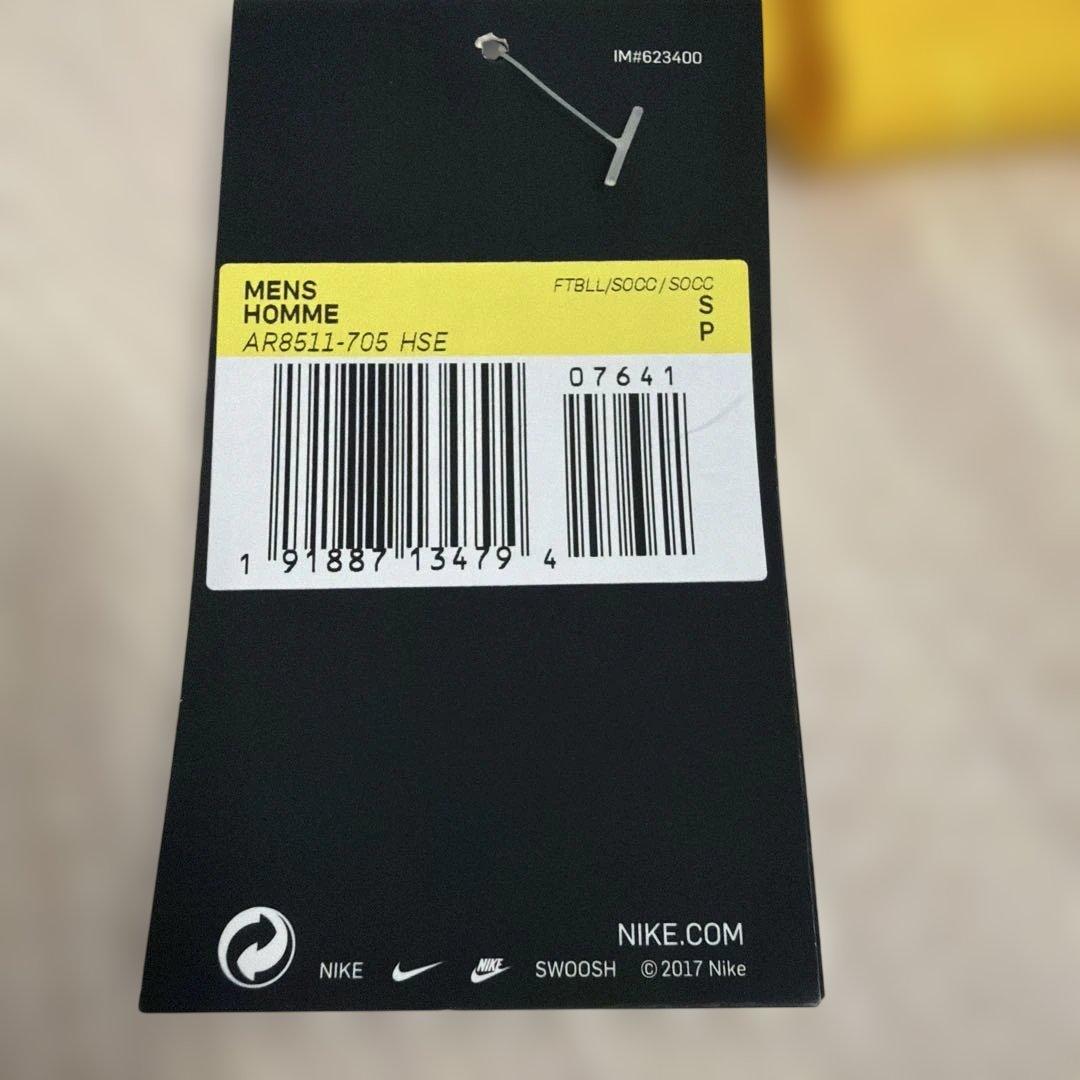 IM#623400
MENS
HOMME
AR8511-705 HSE
FTBLL/SOCC/SOCC
S
P
07641
1 91887 13479 4
NIKE.COM
NIKE NIKE SWOOSH © 2017 Nike